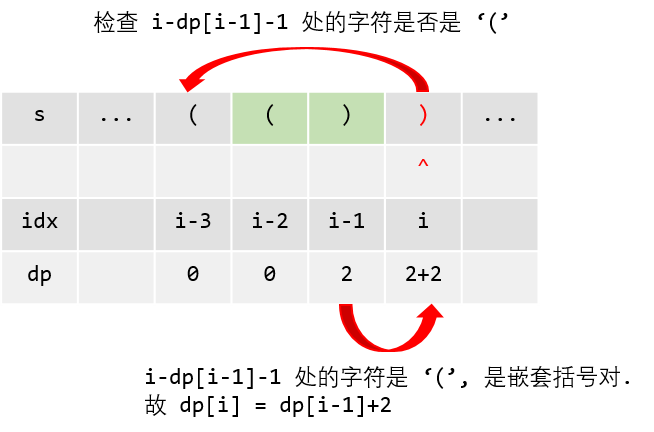 检查 i-dp[i-1]-1 处的字符是否是 ‘(’
s ... ( ( ) ) ...
^
idx i-3 i-2 i-1 i
dp 0 0 2 2+2
i-dp[i-1]-1 处的字符是 ‘(’, 是嵌套括号对.
故 dp[i] = dp[i-1]+2